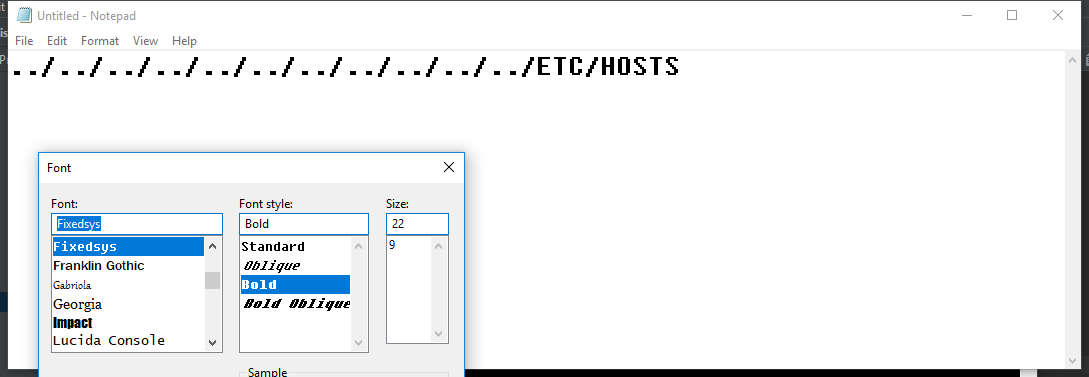 Untitled - Notepad
File Edit Format View Help
../../../../../../../../../../../ETC/HOSTS
Font
Font: Font style: Size:
Fixedsys Bold 22
Fixedsys Standard 9
Franklin Gothic Oblique
Gabriola Bold
Georgia Bold Oblique
Impact
Lucida Console
Sample